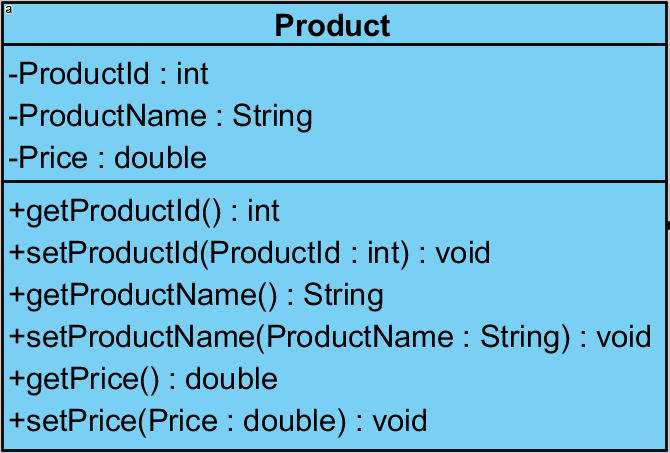 a
Product
-ProductId : int
-ProductName : String
-Price : double
+getProductId() : int
+setProductId(ProductId : int) : void
+getProductName() : String
+setProductName(ProductName : String) : void
+getPrice() : double
+setPrice(Price : double) : void